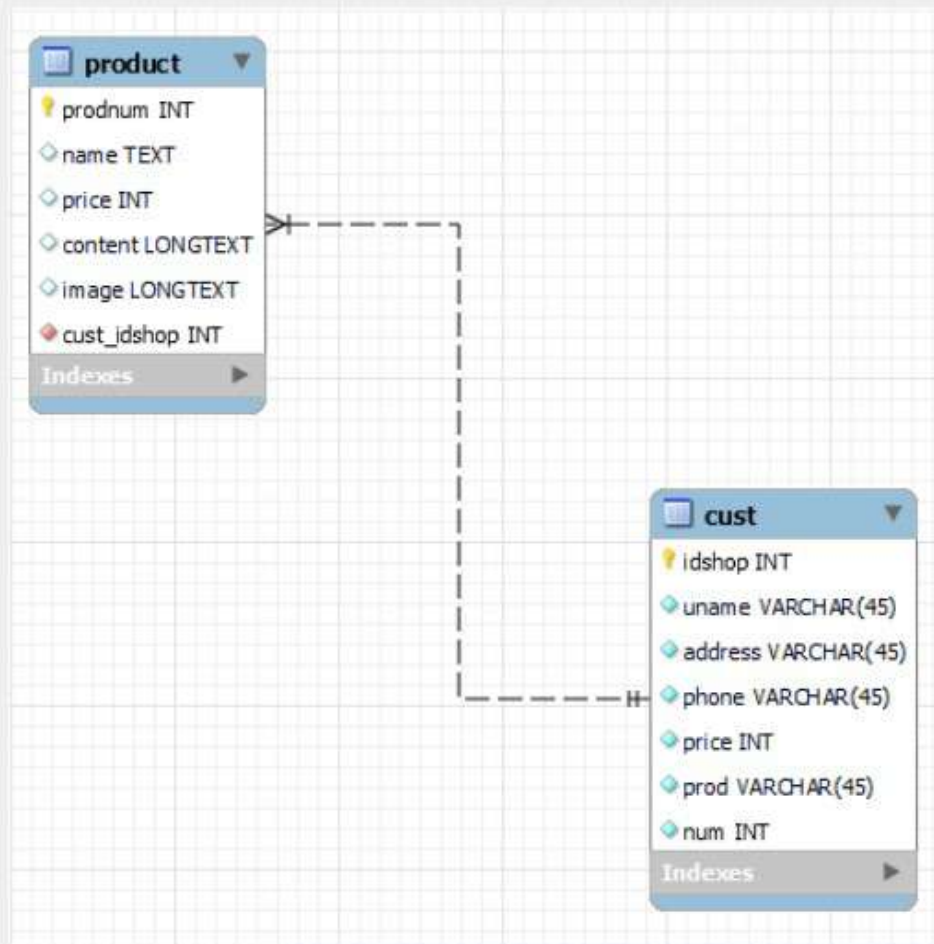 product
prodnum INT
name TEXT
price INT
content LONGTEXT
image LONGTEXT
cust_idshop INT
Indexes
cust
idshop INT
uname VARCHAR(45)
address VARCHAR(45)
phone VARCHAR(45)
price INT
prod VARCHAR(45)
num INT
Indexes